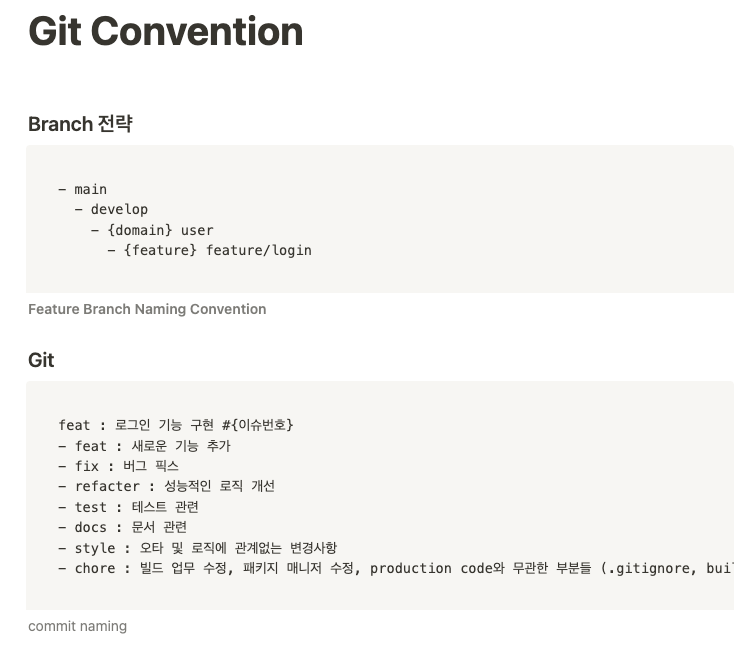 Git Convention
Branch 전략
- main
- develop
- {domain} user
- {feature} feature/login
Feature Branch Naming Convention
Git
feat : 로그인 기능 구현 #{이슈번호}
- feat : 새로운 기능 추가
- fix : 버그 픽스
- refacter : 성능적인 로직 개선
- test : 테스트 관련
- docs : 문서 관련
- style : 오타 및 로직에 관계없는 변경사항
- chore : 빌드 업무 수정, 패키지 매니저 수정, production code와 무관한 부분들 (.gitignore, buil
commit naming